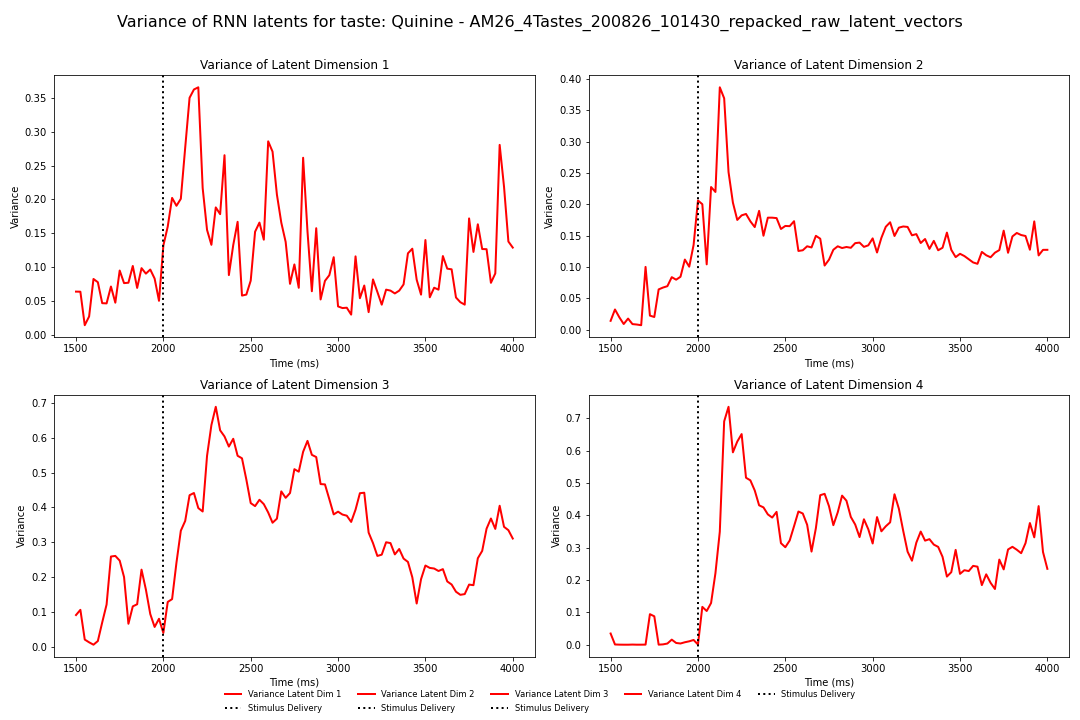 Variance of RNN latents for taste: Quinine - AM26_4Tastes_200826_101430_repacked_raw_latent_vectors
Variance of Latent Dimension 1
Variance
0.35
0.30
0.25
0.20
0.15
0.10
0.05
0.00
1500 2000 2500 3000 3500 4000
Time (ms)
Variance of Latent Dimension 2
Variance
0.40
0.35
0.30
0.25
0.20
0.15
0.10
0.05
0.00
1500 2000 2500 3000 3500 4000
Time (ms)
Variance of Latent Dimension 3
Variance
0.7
0.6
0.5
0.4
0.3
0.2
0.1
0.0
1500 2000 2500 3000 3500 4000
Time (ms)
Variance of Latent Dimension 4
Variance
0.7
0.6
0.5
0.4
0.3
0.2
0.1
0.0
1500 2000 2500 3000 3500 4000
Time (ms)
Variance Latent Dim 1 Variance Latent Dim 2 Variance Latent Dim 3 Variance Latent Dim 4 Stimulus Delivery
Stimulus Delivery Stimulus Delivery Stimulus Delivery